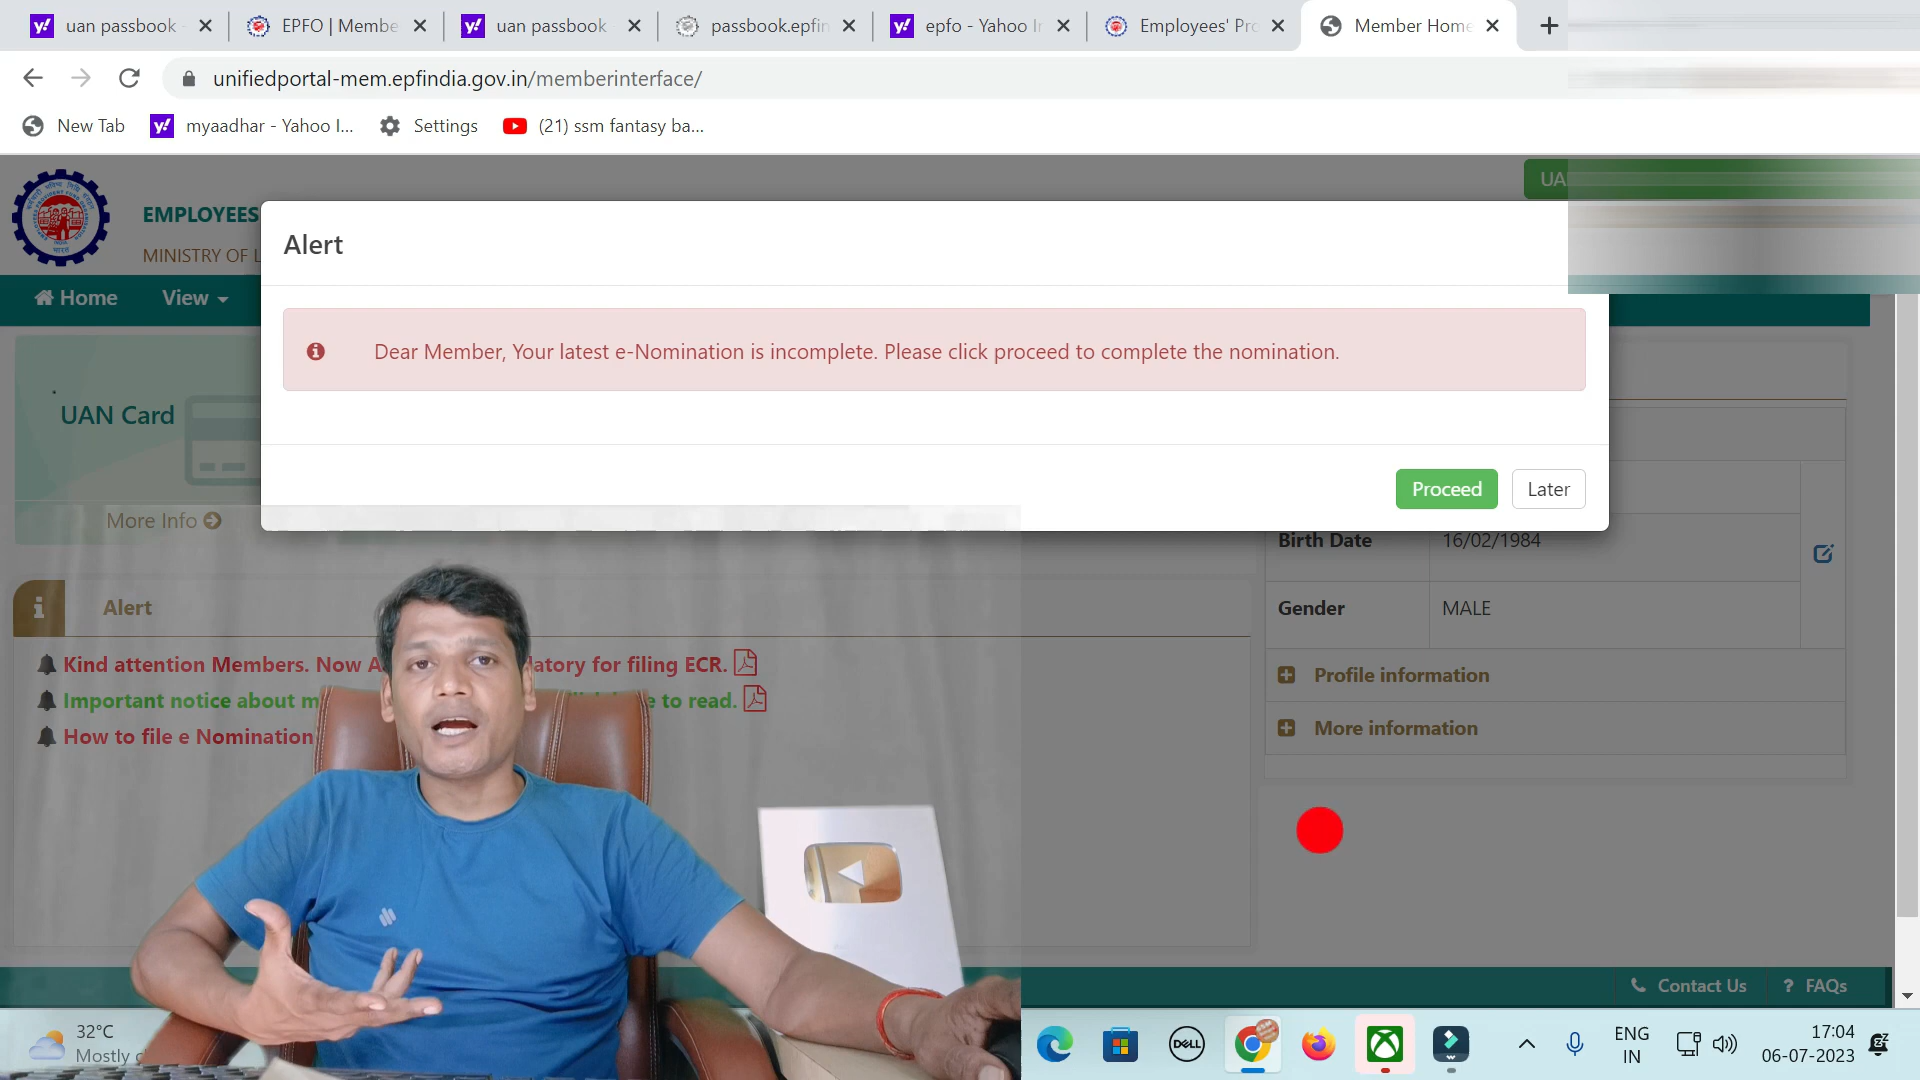 uan passbook -
EPFO | Membe
uan passbook
passbook.epfin
epfo - Yahoo In
Employees' Pro
Member Home
unifiedportal-mem.epfindia.gov.in/memberinterface/
New Tab
myaadhar - Yahoo I...
Settings
(21) ssm fantasy ba...
UA
EMPLOYEES
MINISTRY OF L
Alert
Home
View
Dear Member, Your latest e-Nomination is incomplete. Please click proceed to complete the nomination.
UAN Card
Proceed
Later
More Info
Birth Date
16/02/1984
Alert
Gender
MALE
Kind attention Members. Now A datory for filing ECR.
Important notice about m e to read.
How to file e Nomination
Profile information
More information
Contact Us
? FAQs
32°C
Mostly c
DELL
ENG
IN
17:04
06-07-2023